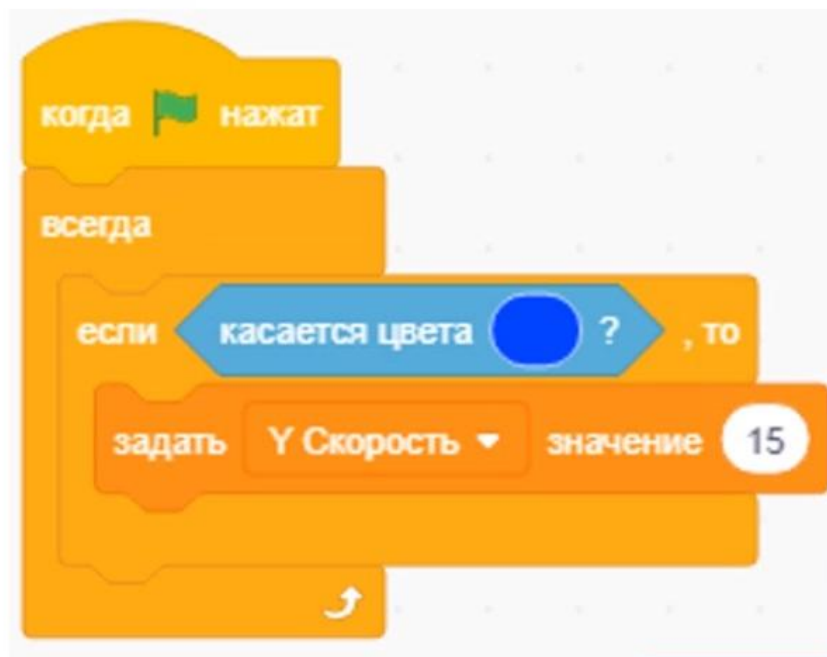 когда нажат
всегда
если касается цвета ? , то
задать Y Скорость значение 15